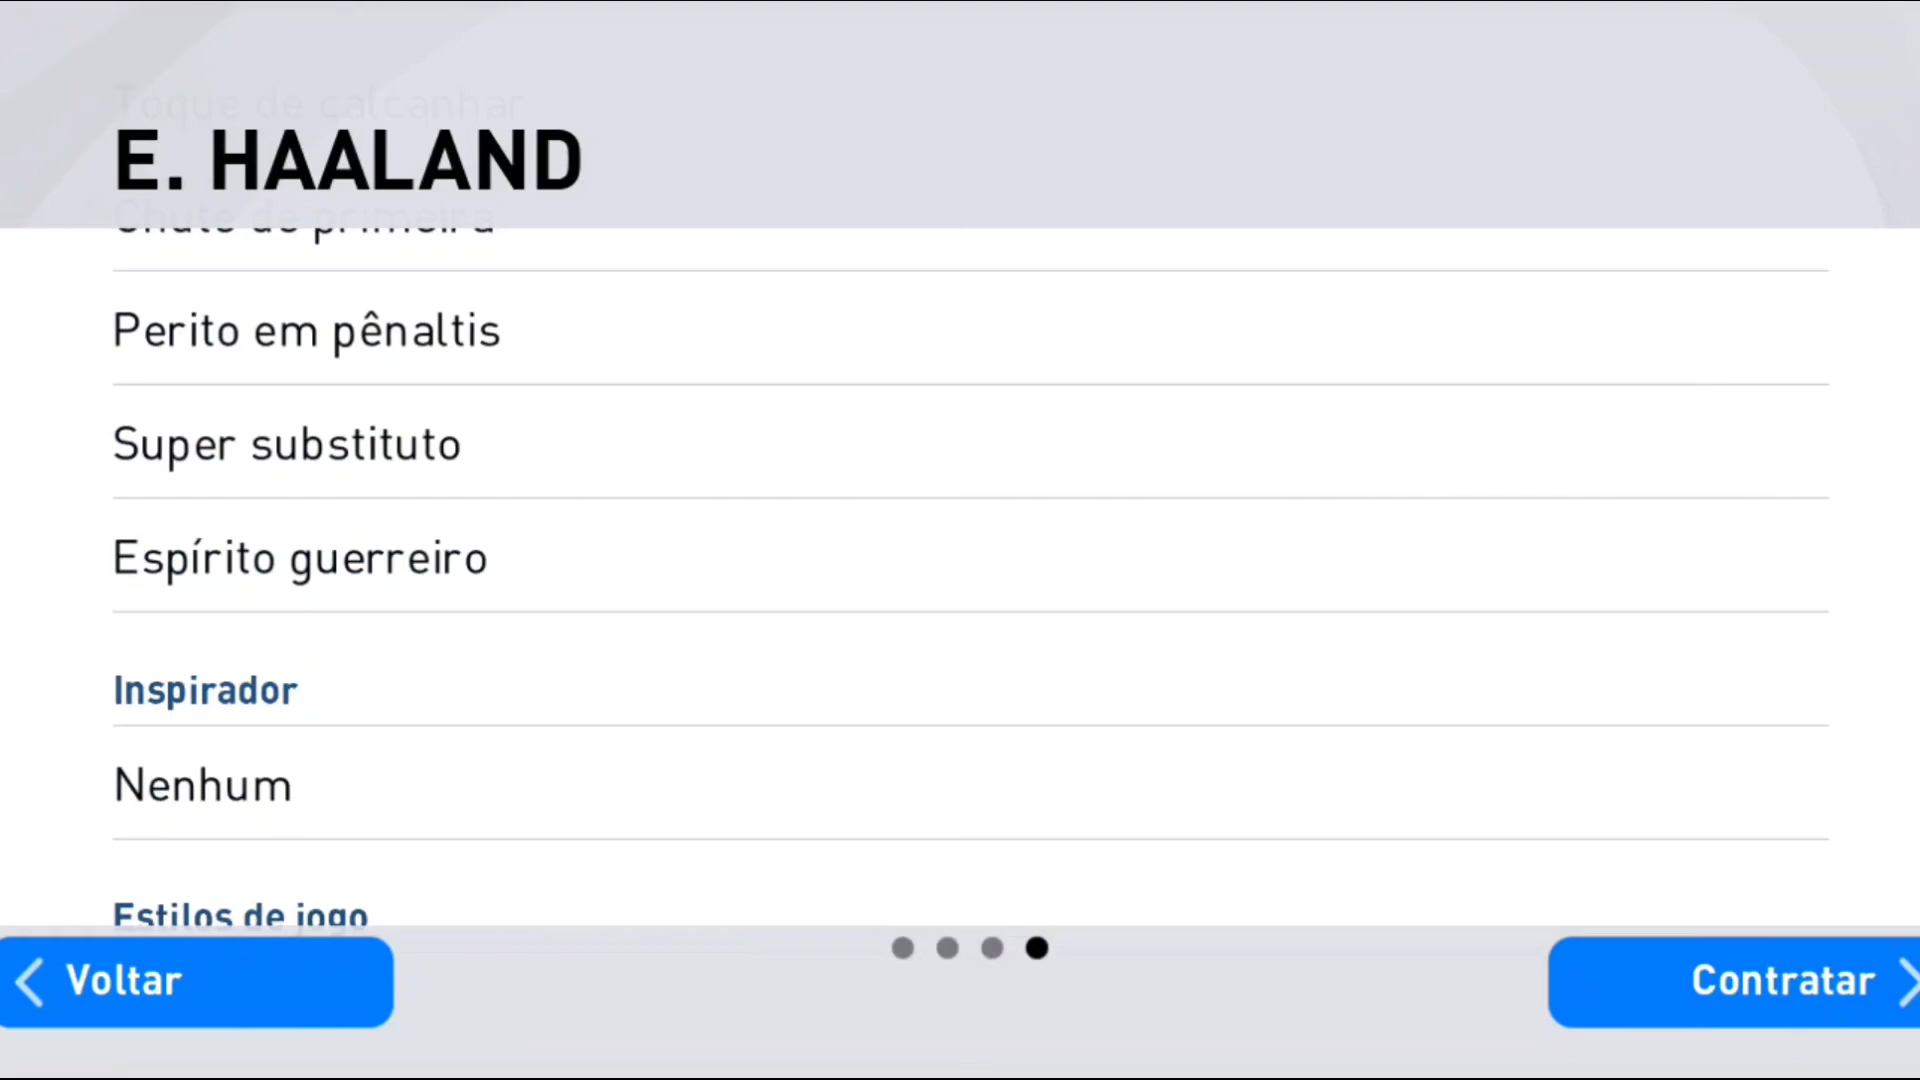 Toque de calcanhar
E. HAALAND
Chute de primeira
Perito em pênaltis
Super substituto
Espírito guerreiro
Inspirador
Nenhum
Estilos de jogo
Voltar
Contratar